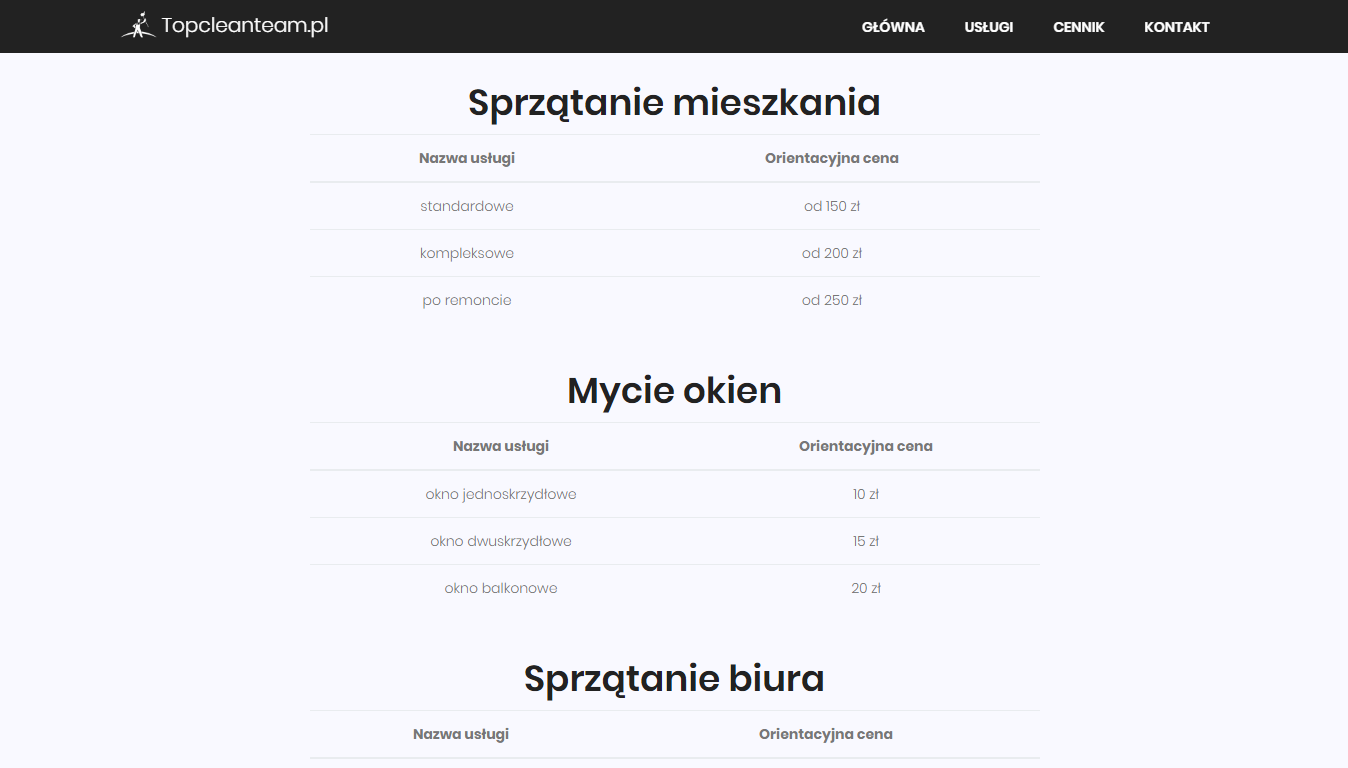 Topcleanteam.pl GŁÓWNA USŁUGI CENNIK KONTAKT
Sprzątanie mieszkania
Nazwa usługi Orientacyjna cena
standardowe od 150 zł
kompleksowe od 200 zł
po remoncie od 250 zł
Mycie okien
Nazwa usługi Orientacyjna cena
okno jednoskrzydłowe 10 zł
okno dwuskrzydłowe 15 zł
okno balkonowe 20 zł
Sprzątanie biura
Nazwa usługi Orientacyjna cena